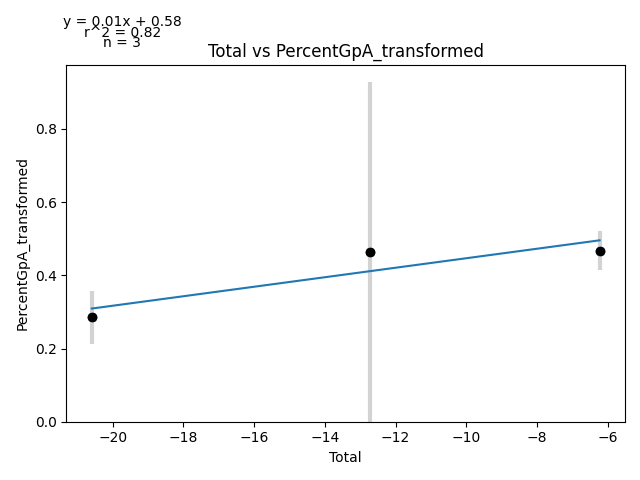 y = 0.01x + 0.58
r^2 = 0.82
n = 3
Total vs PercentGpA_transformed
PercentGpA_transformed
0.8
0.6
0.4
0.2
0.0
−20 −18 −16 −14 −12 −10 −8 −6
Total